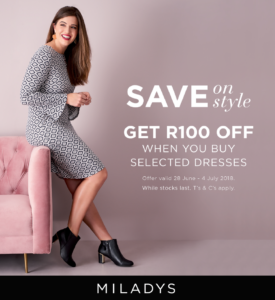 SAVE on
style
GET R100 OFF
WHEN YOU BUY
SELECTED DRESSES
Offer valid 28 June – 4 July 2018
While stocks last. T's & C's apply
MILADYS